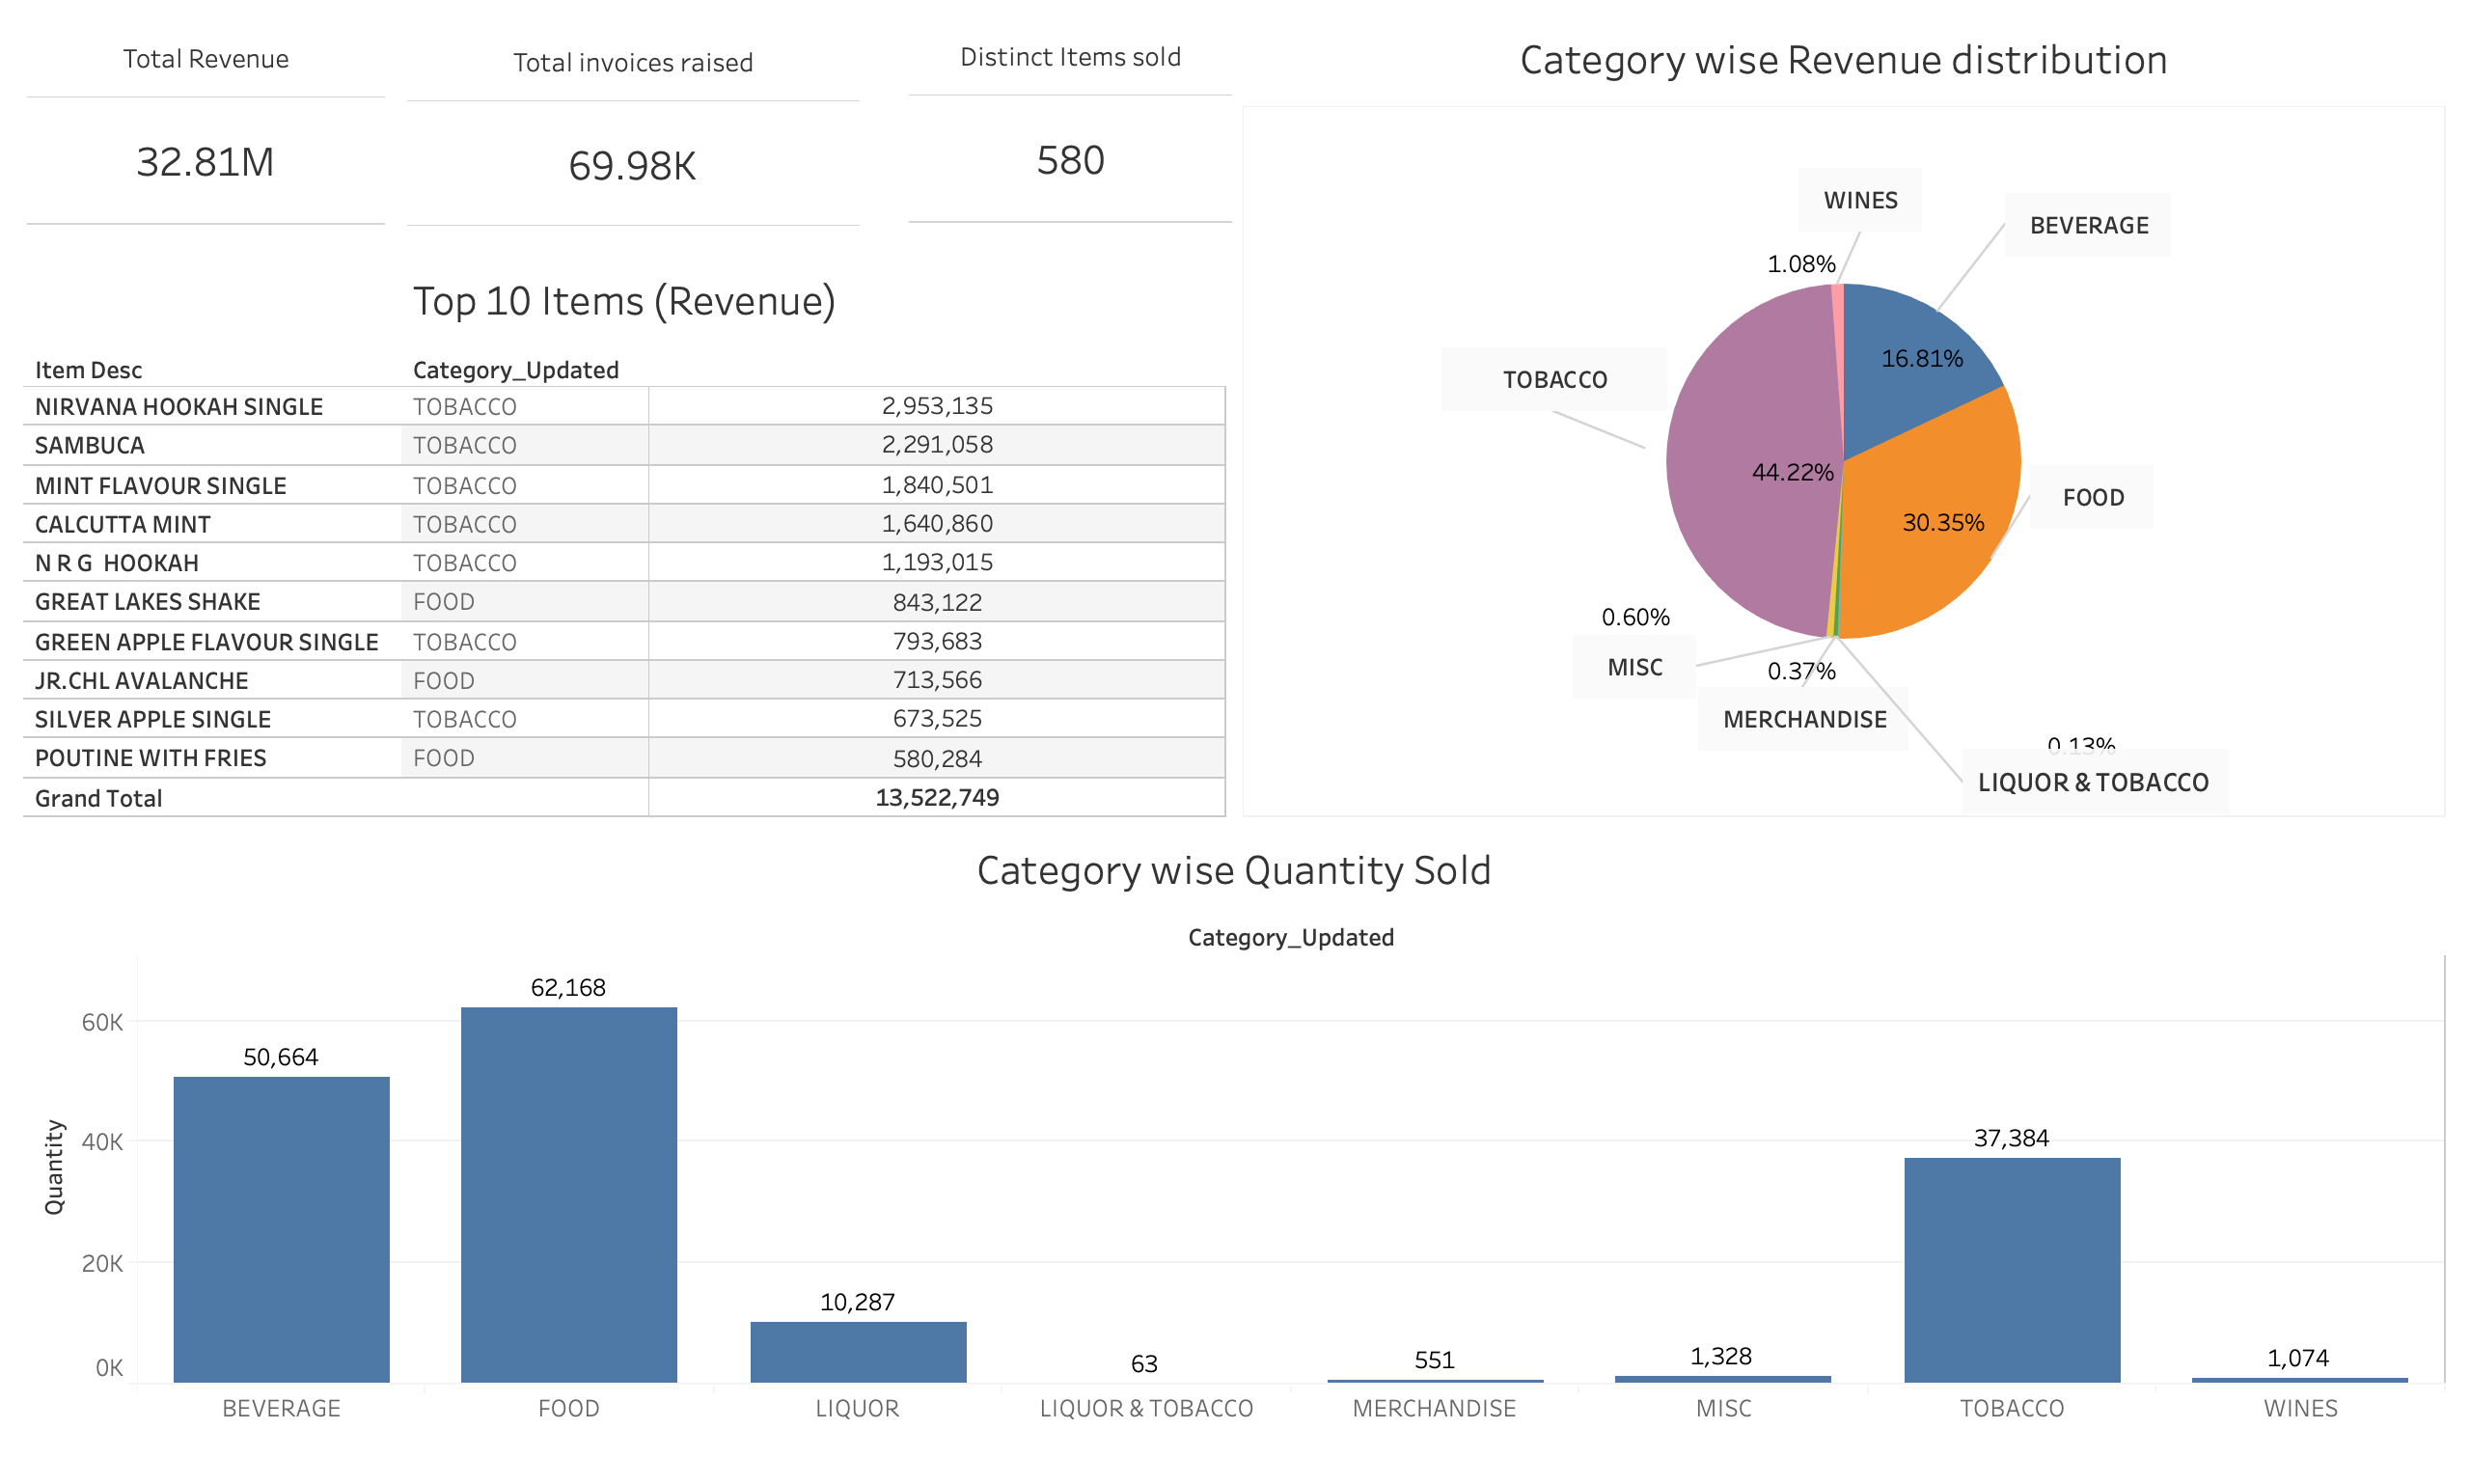 Total Revenue
32.81M
Total invoices raised
69.98K
Distinct Items sold
580
Top 10 Items (Revenue)
Item Desc Category_Updated
NIRVANA HOOKAH SINGLE TOBACCO 2,953,135
SAMBUCA TOBACCO 2,291,058
MINT FLAVOUR SINGLE TOBACCO 1,840,501
CALCUTTA MINT TOBACCO 1,640,860
N R G  HOOKAH TOBACCO 1,193,015
GREAT LAKES SHAKE FOOD 843,122
GREEN APPLE FLAVOUR SINGLE TOBACCO 793,683
JR.CHL AVALANCHE FOOD 713,566
SILVER APPLE SINGLE TOBACCO 673,525
POUTINE WITH FRIES FOOD 580,284
Grand Total 13,522,749
Category wise Revenue distribution
WINES
BEVERAGE
1.08%
16.81%
TOBACCO
44.22%
FOOD
30.35%
0.60%
MISC
0.37%
MERCHANDISE
0.13%
LIQUOR & TOBACCO
Category wise Quantity Sold
Category_Updated
Quantity
60K
40K
20K
0K
50,664
62,168
10,287
63
551
1,328
37,384
1,074
BEVERAGE FOOD LIQUOR LIQUOR & TOBACCO MERCHANDISE MISC TOBACCO WINES